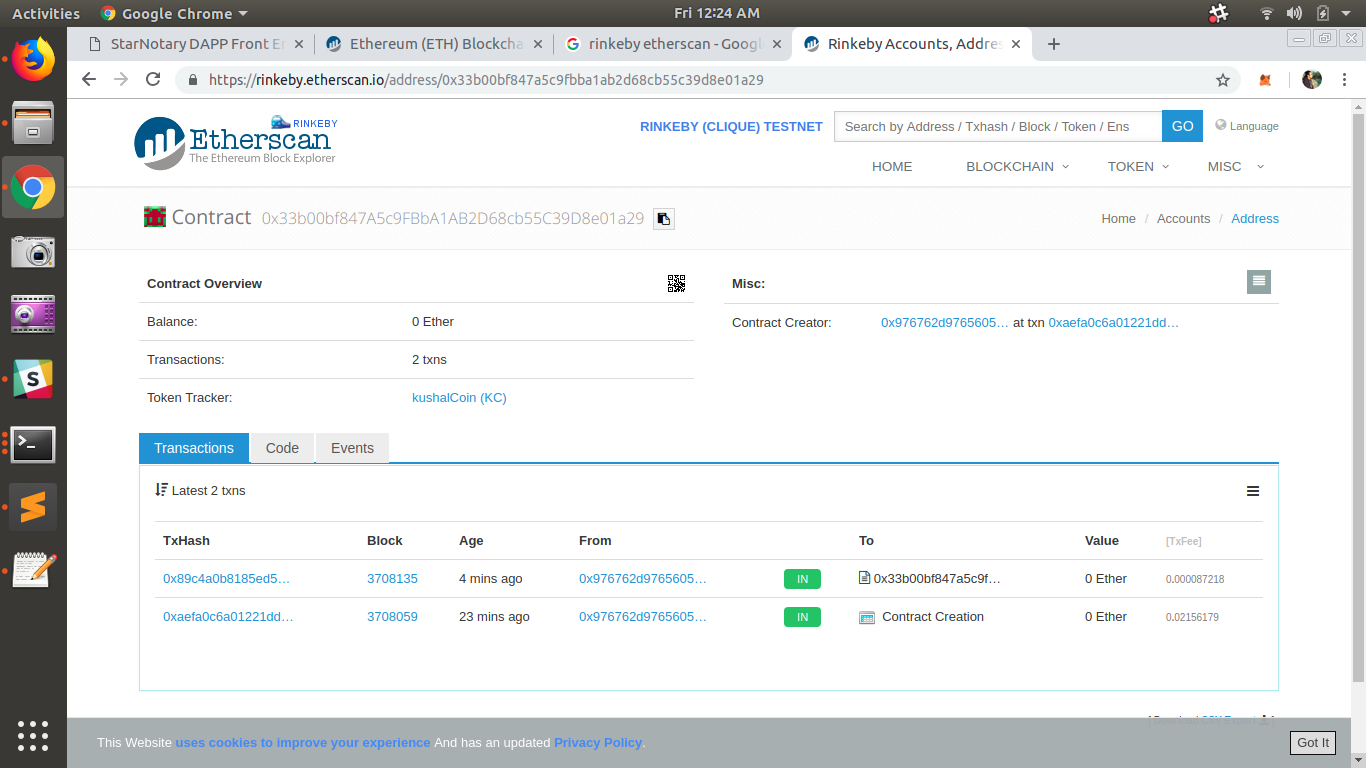 Activities Google Chrome Fri 12:24 AM
StarNotary DAPP Front Er Ethereum (ETH) Blockcha rinkeby etherscan - Googl Rinkeby Accounts, Addres
https://rinkeby.etherscan.io/address/0x33b00bf847a5c9fbba1ab2d68cb55c39d8e01a29
RINKEBY
Etherscan
The Ethereum Block Explorer
RINKEBY (CLIQUE) TESTNET Search by Address / Txhash / Block / Token / Ens GO Language
HOME BLOCKCHAIN TOKEN MISC
Contract 0x33b00bf847A5c9FBbA1AB2D68cb55C39D8e01a29 Home / Accounts / Address
Contract Overview Misc:
Balance: 0 Ether Contract Creator: 0x976762d9765605... at txn 0xaefa0c6a01221dd...
Transactions: 2 txns
Token Tracker: kushalCoin (KC)
Transactions Code Events
Latest 2 txns
TxHash Block Age From To Value [TxFee]
0x89c4a0b8185ed5... 3708135 4 mins ago 0x976762d9765605... IN 0x33b00bf847a5c9f... 0 Ether 0.000087218
0xaefa0c6a01221dd... 3708059 23 mins ago 0x976762d9765605... IN Contract Creation 0 Ether 0.02156179
This Website uses cookies to improve your experience And has an updated Privacy Policy. Got It